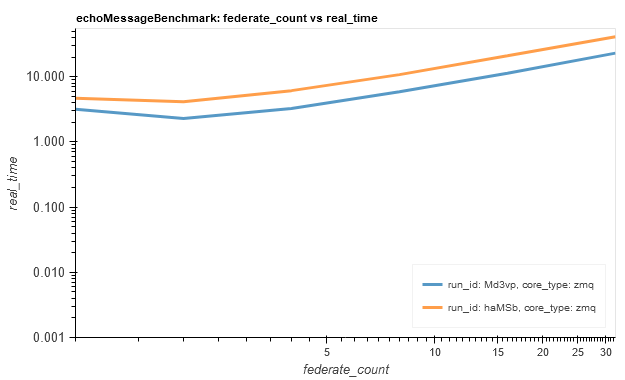 echoMessageBenchmark: federate_count vs real_time
10.000
1.000
0.100
0.010
0.001
real_time
run_id: Md3vp, core_type: zmq
run_id: haMSb, core_type: zmq
5
10
15
20
25
30
federate_count